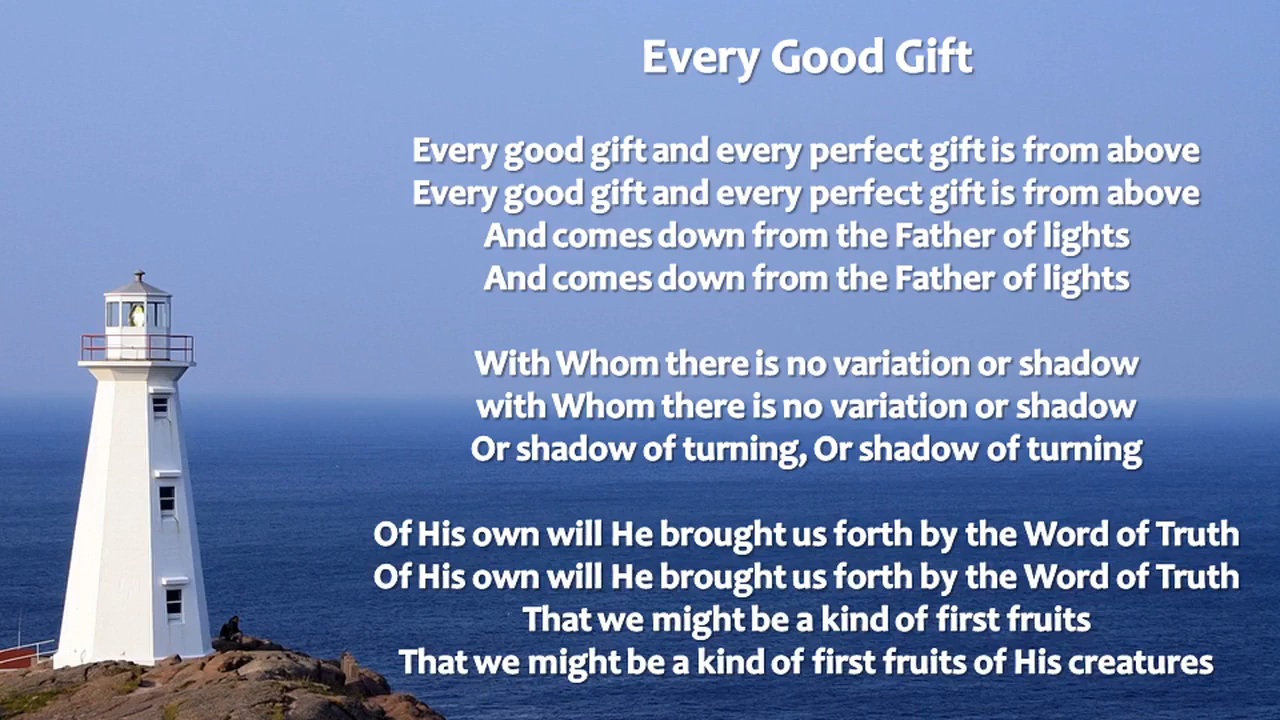 Every Good Gift
Every good gift and every perfect gift is from above
Every good gift and every perfect gift is from above
And comes down from the Father of lights
And comes down from the Father of lights
With Whom there is no variation or shadow
with Whom there is no variation or shadow
Or shadow of turning, Or shadow of turning
Of His own will He brought us forth by the Word of Truth
Of His own will He brought us forth by the Word of Truth
That we might be a kind of first fruits
That we might be a kind of first fruits of His creatures